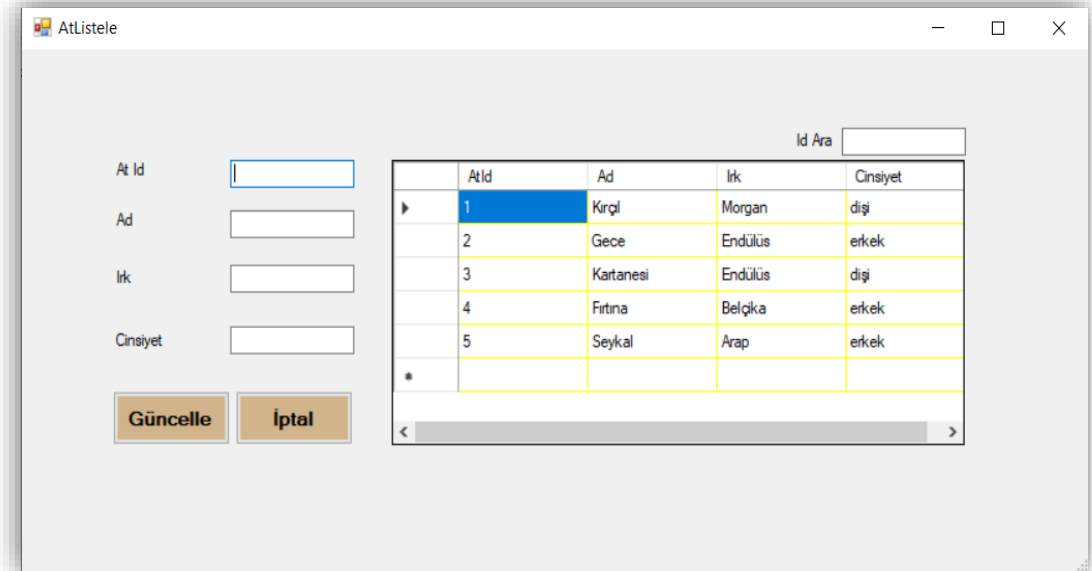 AtListele
Id Ara
At Id
Ad
Irk
Cinsiyet
Güncelle İptal
AtId Ad Irk Cinsiyet
1 Kırçıl Morgan dişi
2 Gece Endülüs erkek
3 Kartanesi Endülüs dişi
4 Fırtına Belçika erkek
5 Seykal Arap erkek